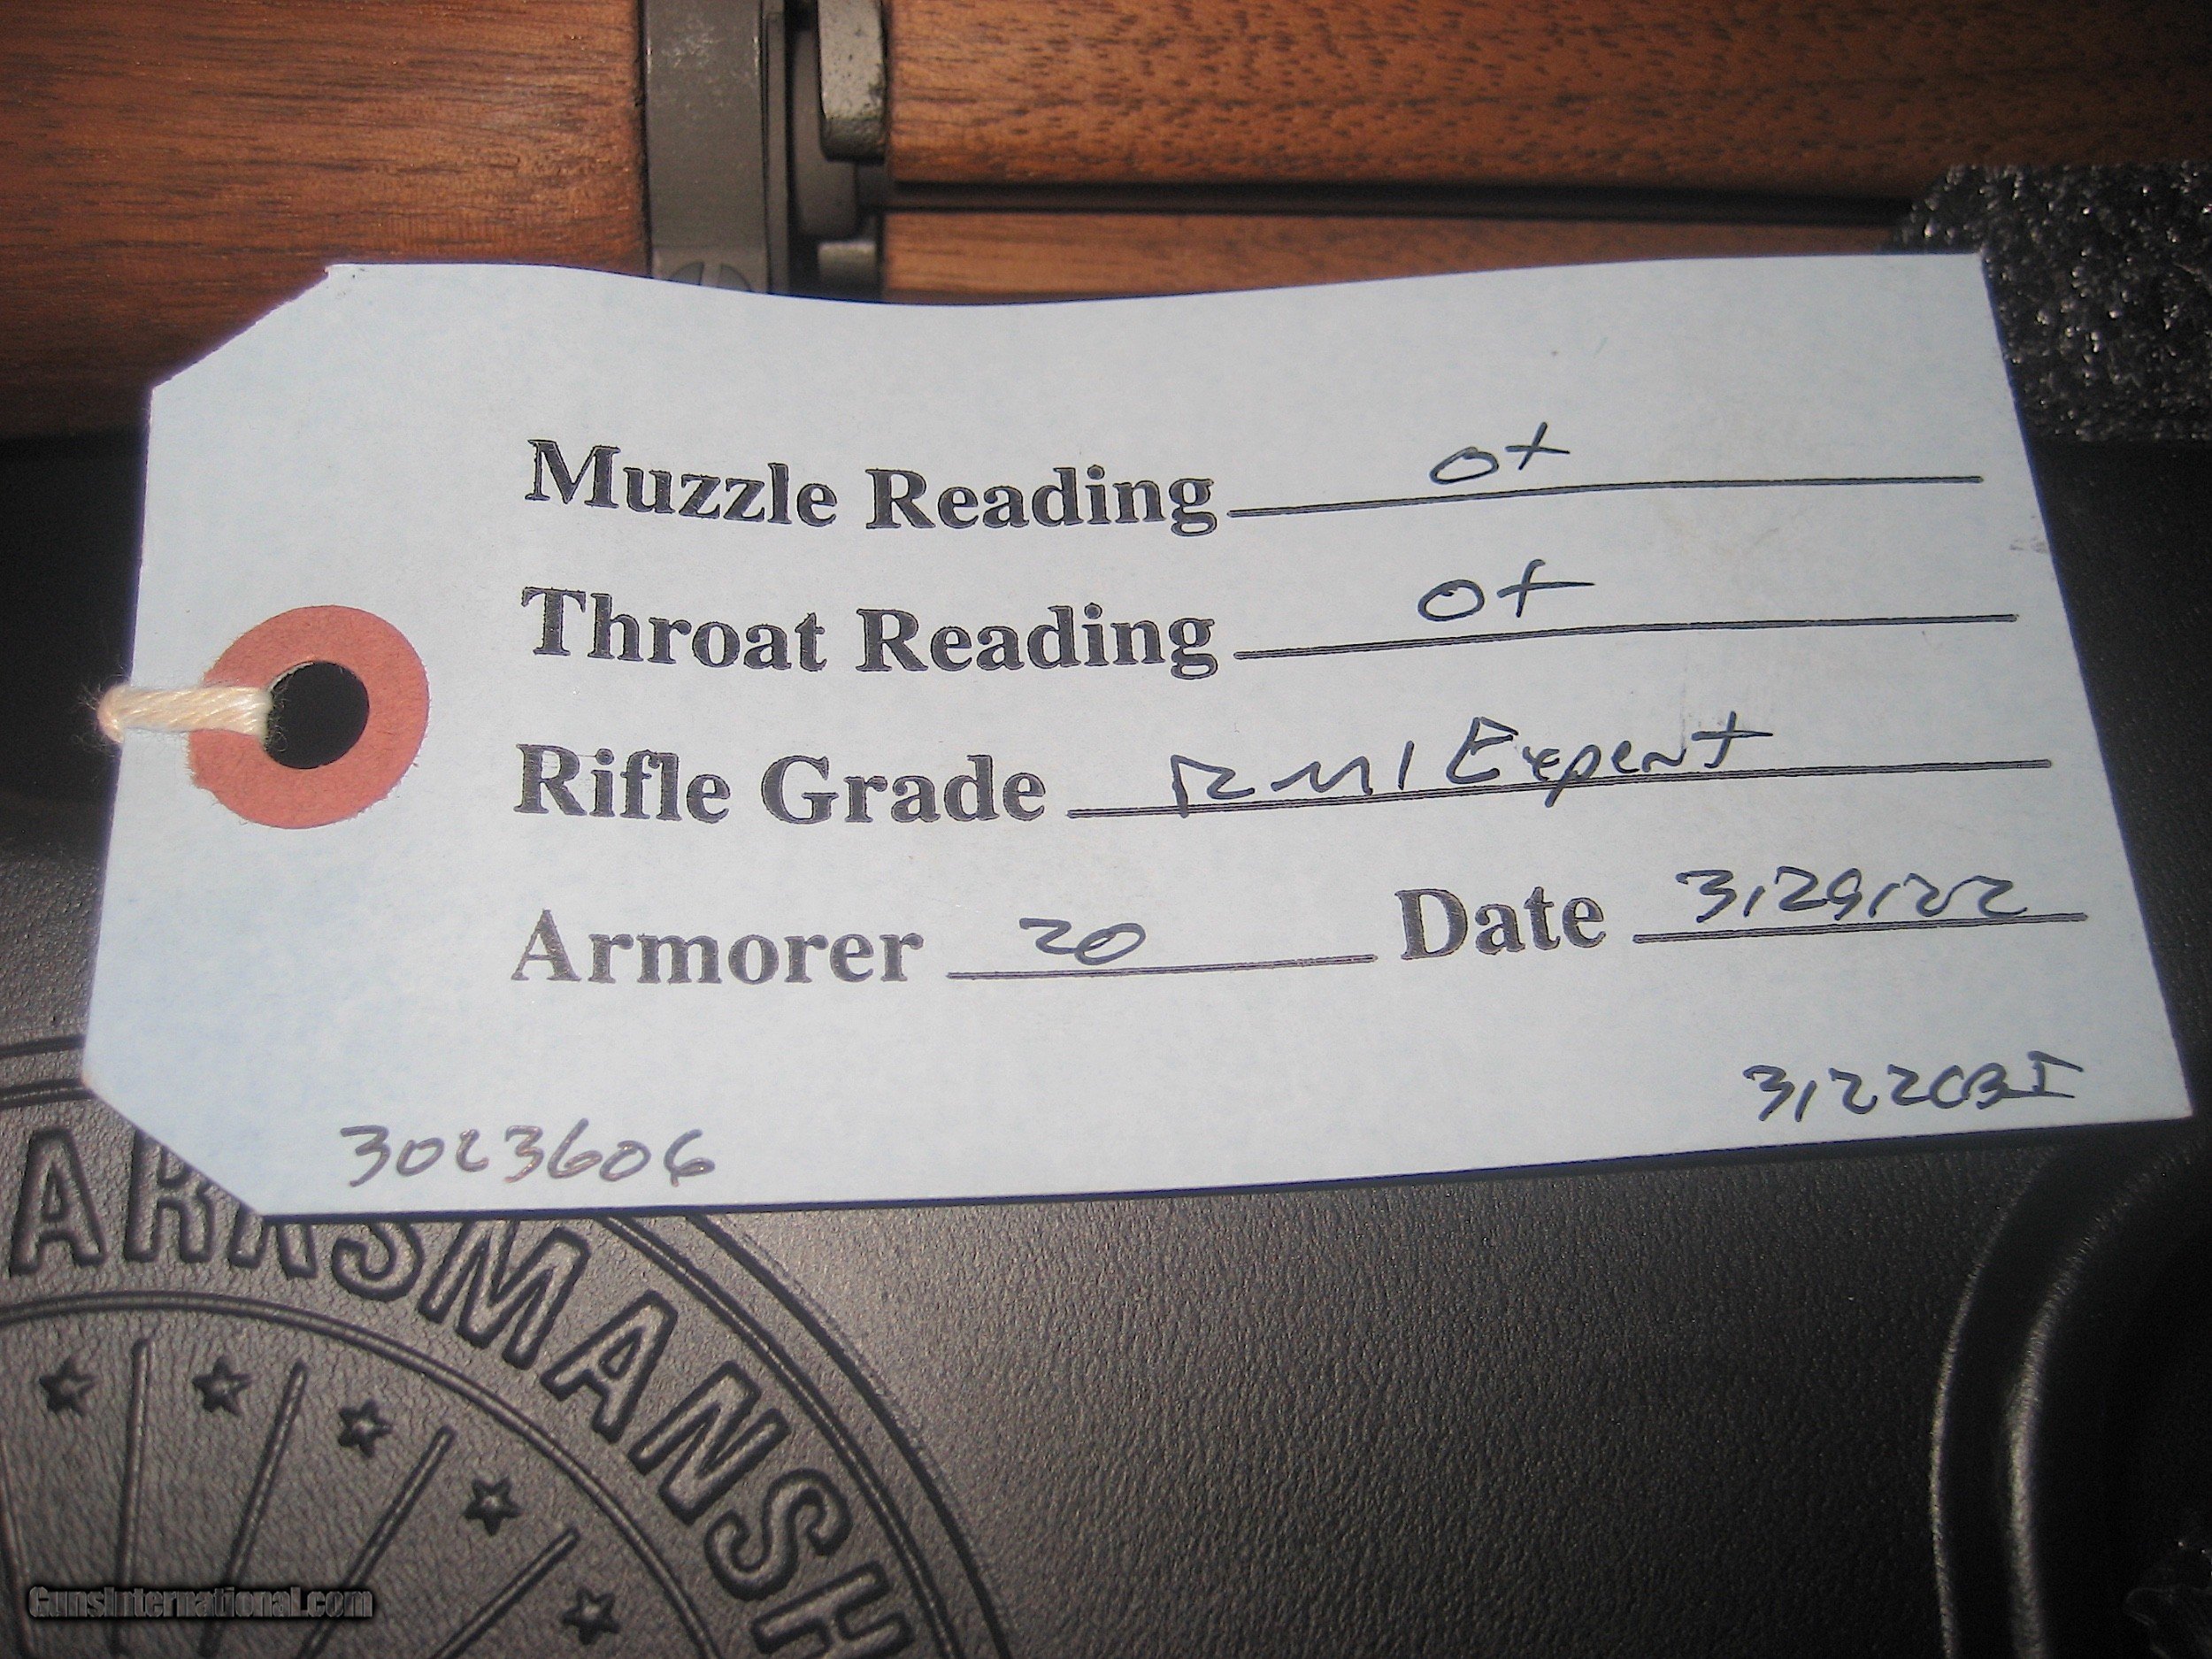 Muzzle Reading 0+
Throat Reading 0+
Rifle Grade RM1 Expert
Armorer 20 Date 3/29/22
3023606
ARKSMANSH
GunsInternational.com